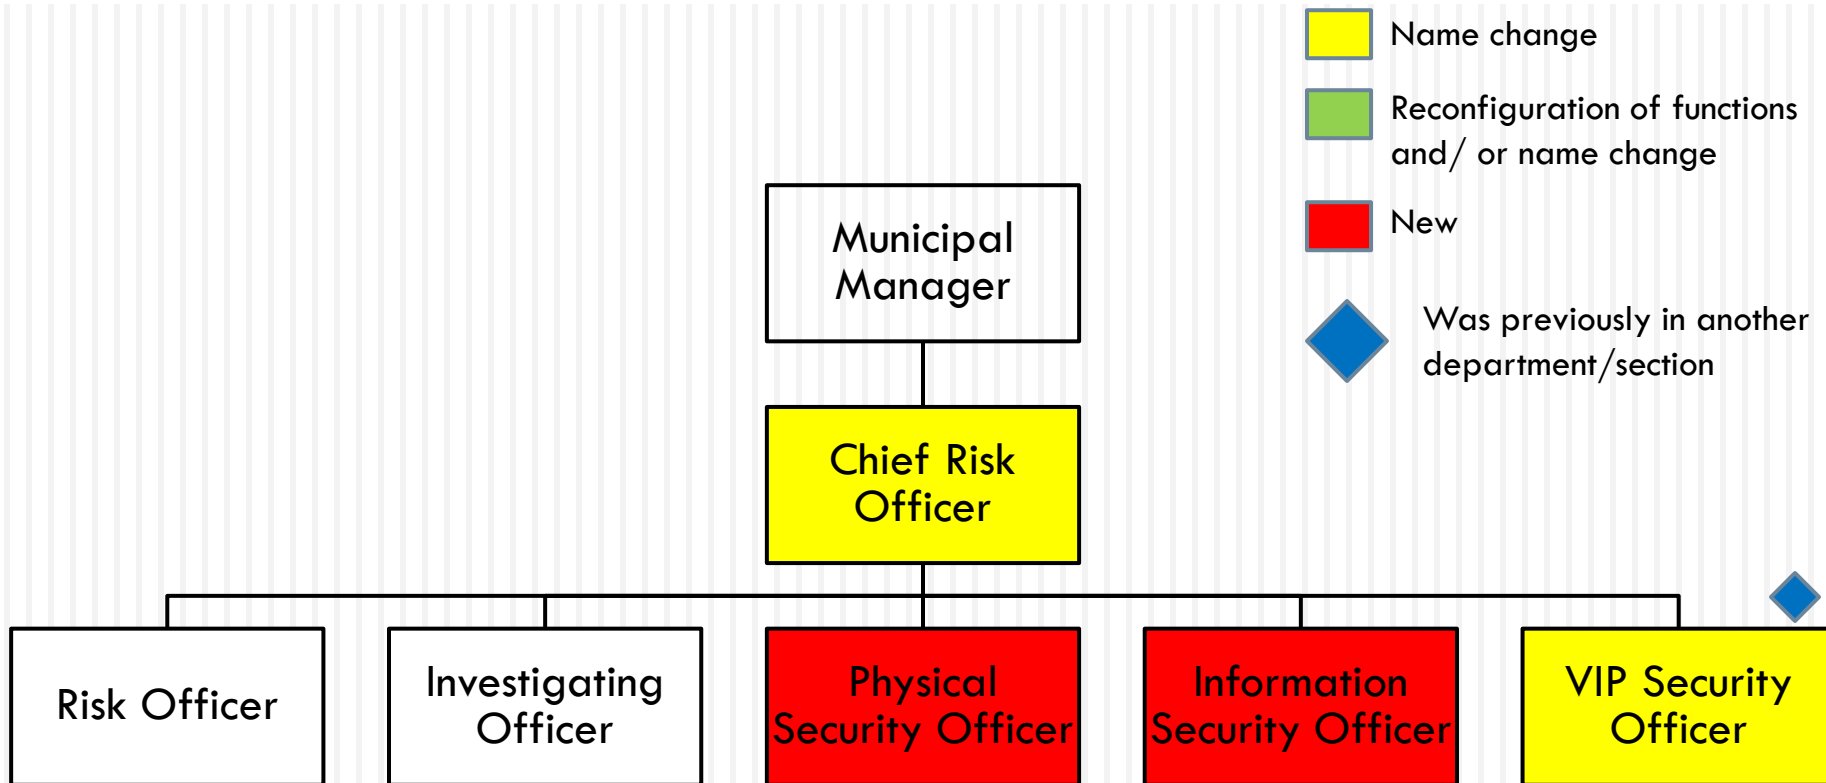 Name change
Reconfiguration of functions
and/ or name change
New
Was previously in another
department/section
Municipal
Manager
Chief Risk
Officer
Risk Officer
Investigating
Officer
Physical
Security Officer
Information
Security Officer
VIP Security
Officer